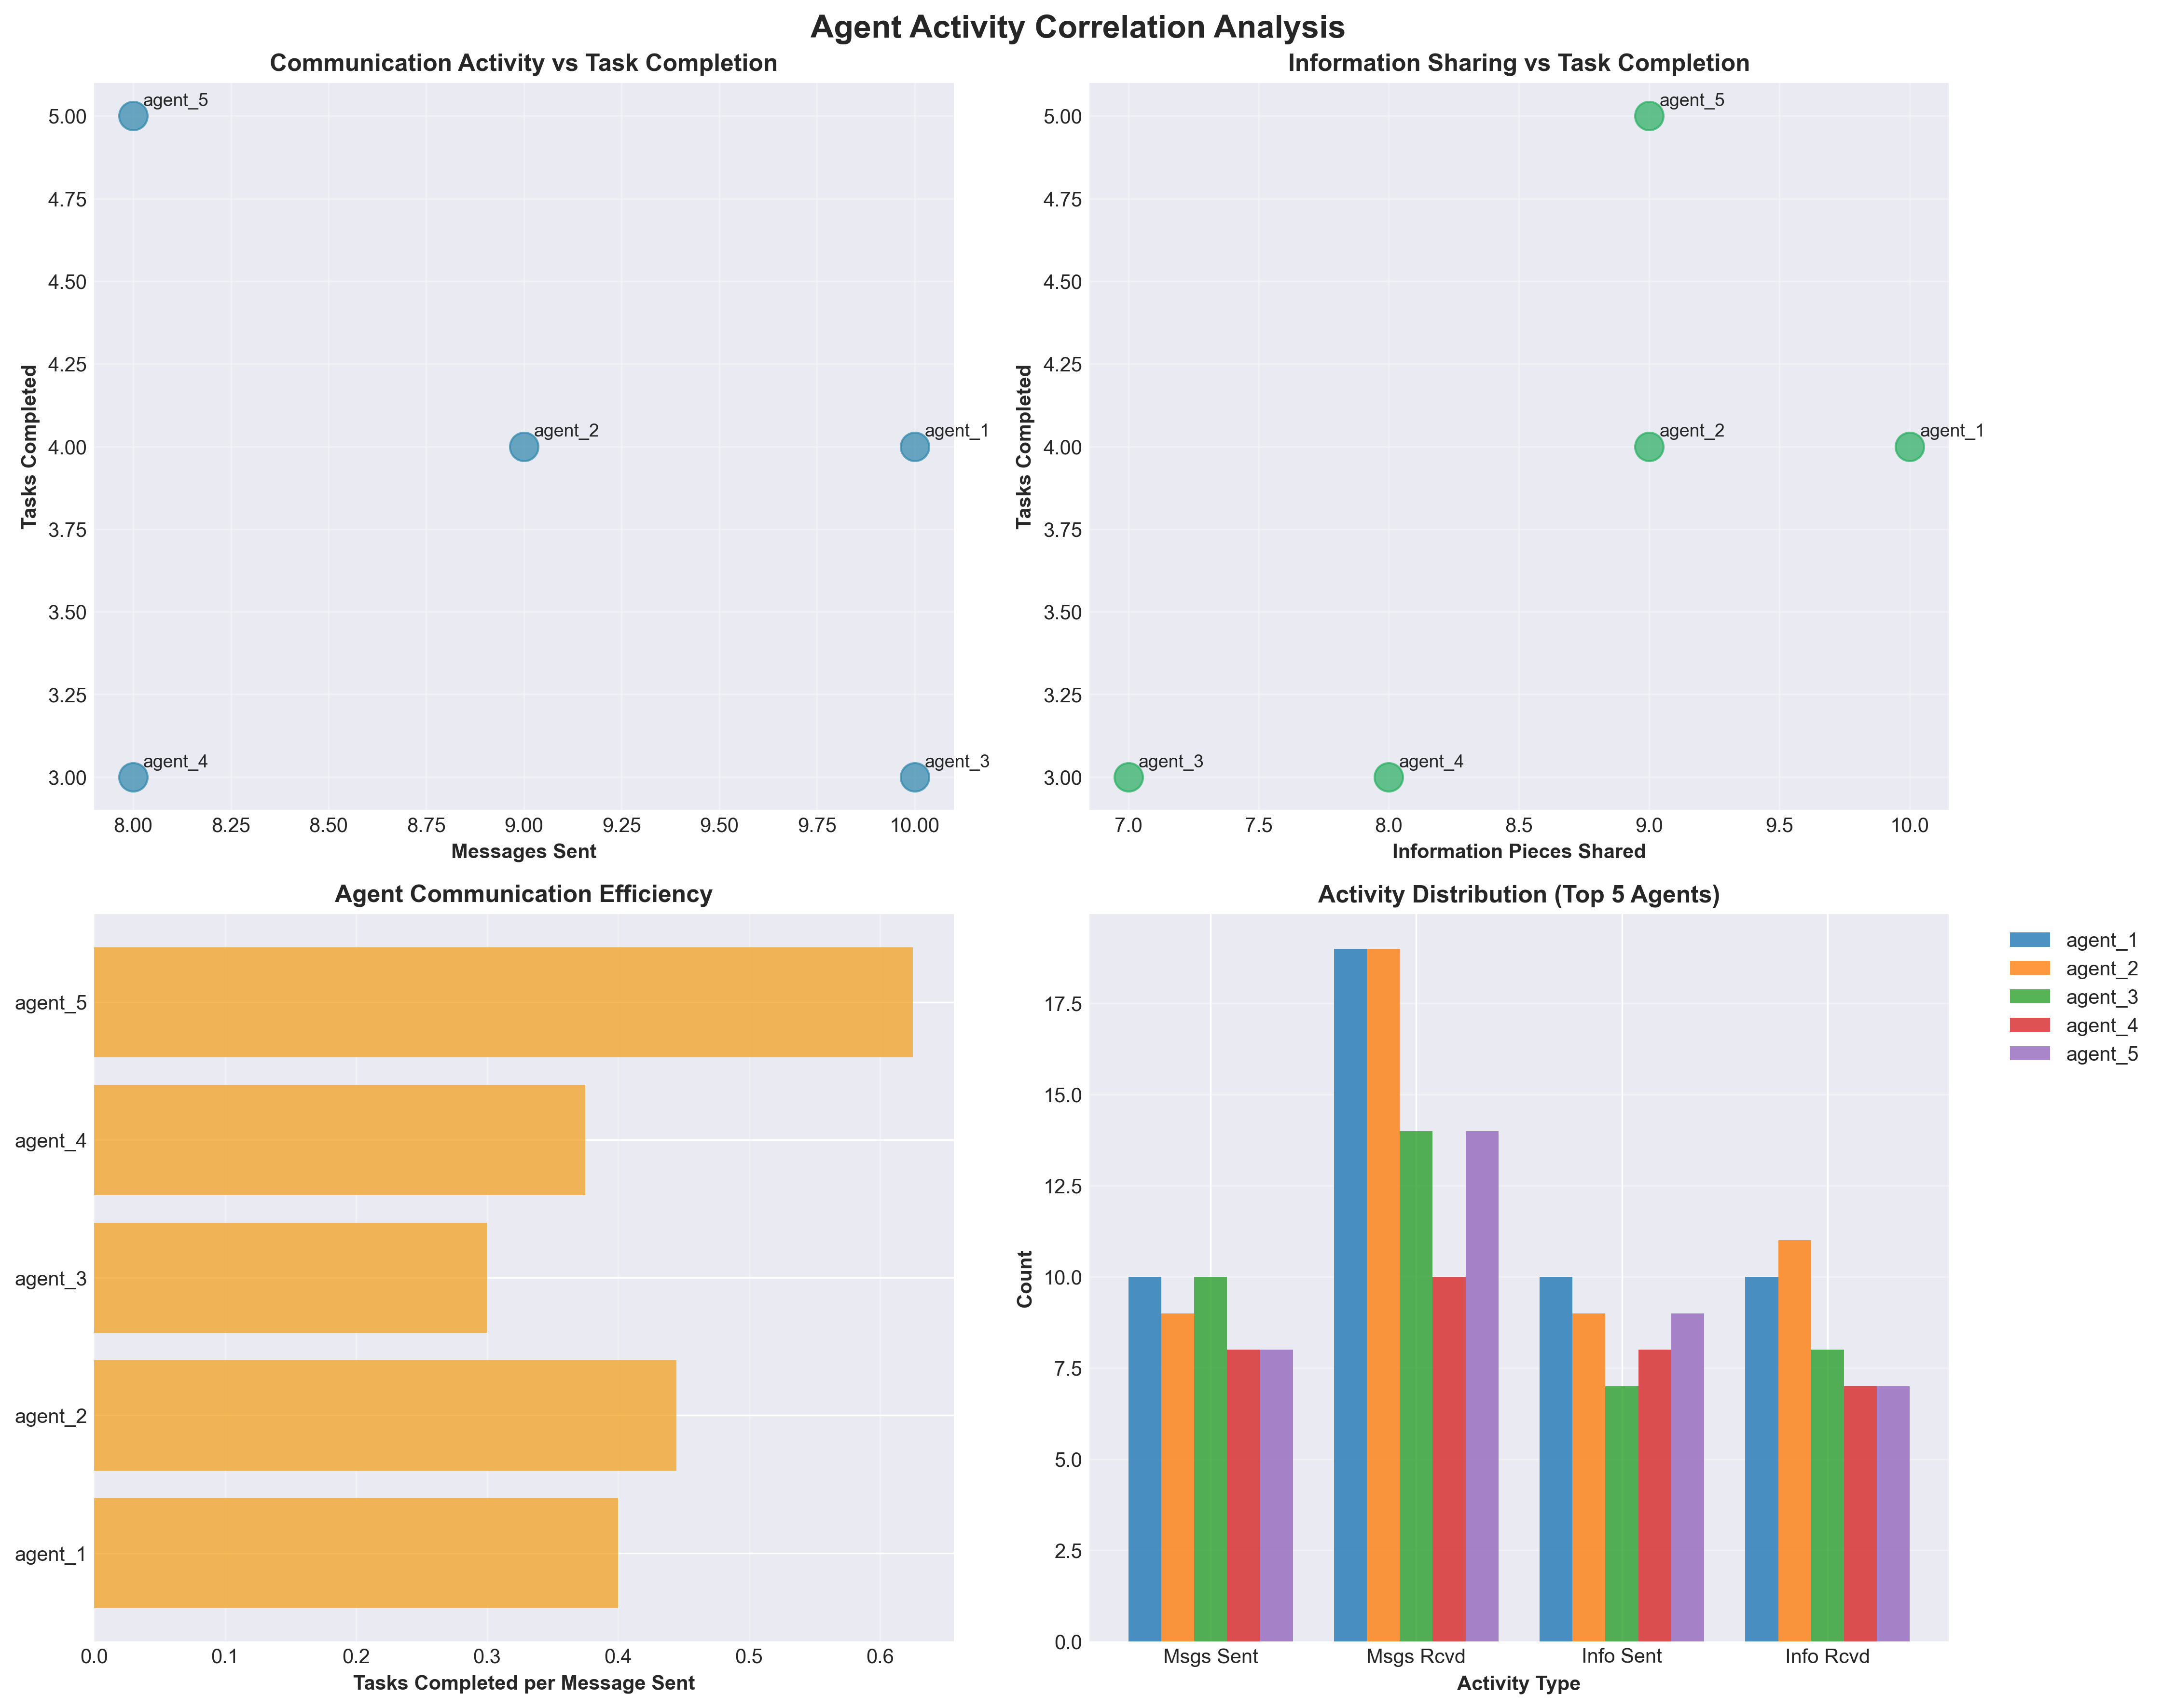 Agent Activity Correlation Analysis
Communication Activity vs Task Completion
Tasks Completed
5.00
4.75
4.50
4.25
4.00
3.75
3.50
3.25
3.00
agent_5
agent_2
agent_1
agent_4
agent_3
8.00 8.25 8.50 8.75 9.00 9.25 9.50 9.75 10.00
Messages Sent
Information Sharing vs Task Completion
Tasks Completed
5.00
4.75
4.50
4.25
4.00
3.75
3.50
3.25
3.00
agent_5
agent_2
agent_1
agent_3
agent_4
7.0 7.5 8.0 8.5 9.0 9.5 10.0
Information Pieces Shared
Agent Communication Efficiency
agent_5
agent_4
agent_3
agent_2
agent_1
0.0 0.1 0.2 0.3 0.4 0.5 0.6
Tasks Completed per Message Sent
Activity Distribution (Top 5 Agents)
Count
17.5
15.0
12.5
10.0
7.5
5.0
2.5
0.0
Msgs Sent Msgs Rcvd Info Sent Info Rcvd
Activity Type
agent_1
agent_2
agent_3
agent_4
agent_5